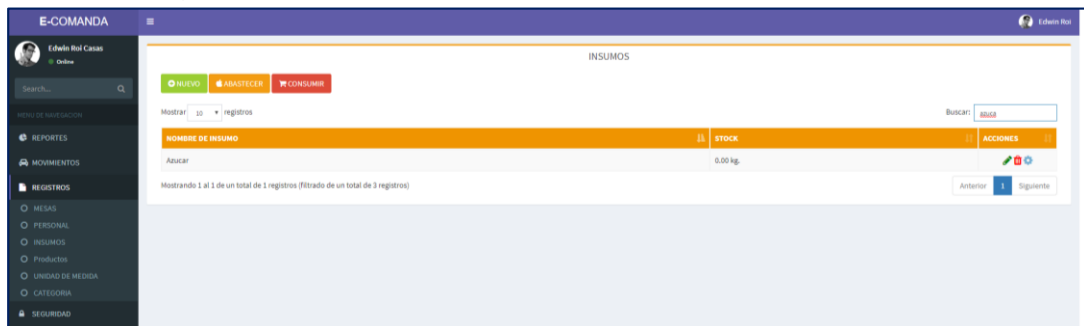 E-COMANDA
Edwin Roi
Edwin Roi Casas
Online
Search...
MENU DE NAVEGACION
REPORTES
MOVIMIENTOS
REGISTROS
MESAS
PERSONAL
INSUMOS
Productos
UNIDAD DE MEDIDA
CATEGORIA
SEGURIDAD
INSUMOS
NUEVO ABASTECER CONSUMIR
Mostrar 10 registros Buscar: azuca
NOMBRE DE INSUMO STOCK ACCIONES
Azucar 0.00 kg.
Mostrando 1 al 1 de un total de 1 registros (filtrado de un total de 3 registros) Anterior 1 Siguiente